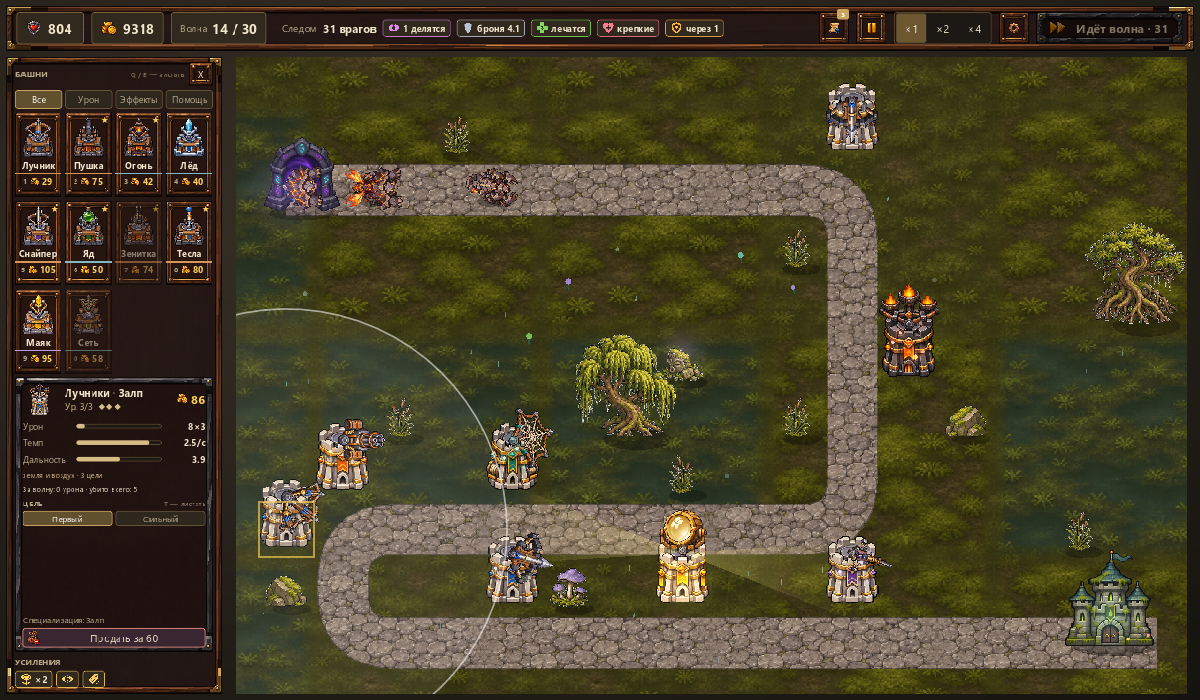 804
9318
Волна 14 / 30
Следом 31 врагов
1 делятся
броня 4.1
лечатся
крепкие
через 1
×1
×2
×4
Идёт волна · 31
БАШНИ
X
Все
Урон
Эффекты
Помощь
Лучник
Пушка
Огонь
Лёд
1 29
2 75
3 42
4 40
Снайпер
Яд
Зенитка
Тесла
5 105
6 50
7 74
8 80
Маяк
Сеть
9 95
0 58
Лучники · Залп
Ур. 3/3
86
Урон
8×3
Темп
2.5/с
Дальность
3.9
земля и воздух · 3 цели
За волну: 0 урона · убито всего: 5
ЦЕЛЬ
T — листать
Первый
Сильный
Специализация: Залп
Продать за 60
УСИЛЕНИЯ
×2